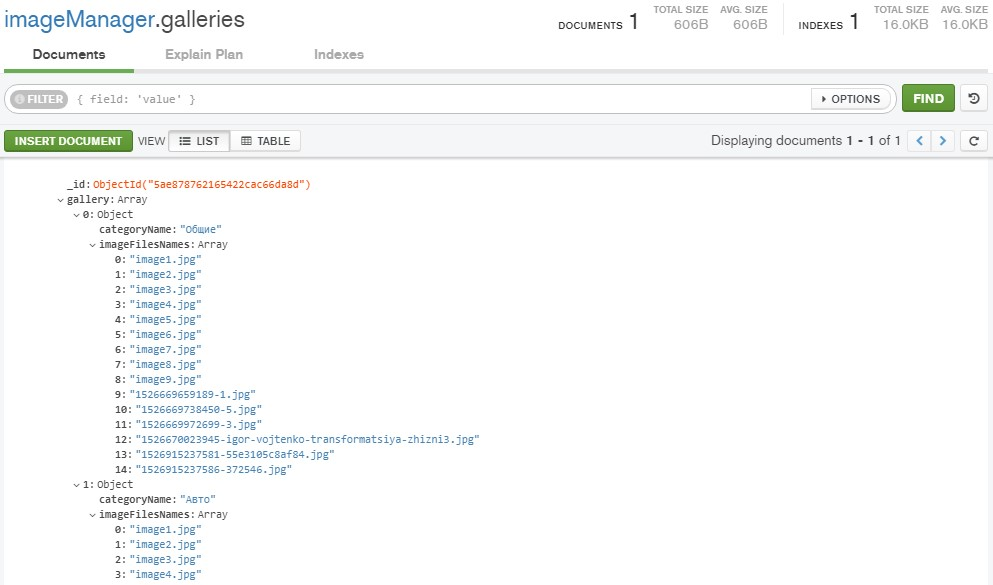 imageManager.galleries
DOCUMENTS 1 TOTAL SIZE 606B AVG. SIZE 606B INDEXES 1 TOTAL SIZE 16.0KB AVG. SIZE 16.0KB
Documents Explain Plan Indexes
FILTER { field: 'value' } OPTIONS FIND
INSERT DOCUMENT VIEW LIST TABLE Displaying documents 1 - 1 of 1
_id: ObjectId("5ae878762165422cac66da8d")
gallery: Array
0: Object
categoryName: "Общие"
imageFilesNames: Array
0: "image1.jpg"
1: "image2.jpg"
2: "image3.jpg"
3: "image4.jpg"
4: "image5.jpg"
5: "image6.jpg"
6: "image7.jpg"
7: "image8.jpg"
8: "image9.jpg"
9: "1526669659189-1.jpg"
10: "1526669738450-5.jpg"
11: "1526669972699-3.jpg"
12: "1526670023945-igor-vojtenko-transformatsiya-zhizni3.jpg"
13: "1526915237581-55e3105c8af84.jpg"
14: "1526915237586-372546.jpg"
1: Object
categoryName: "Авто"
imageFilesNames: Array
0: "image1.jpg"
1: "image2.jpg"
2: "image3.jpg"
3: "image4.jpg"